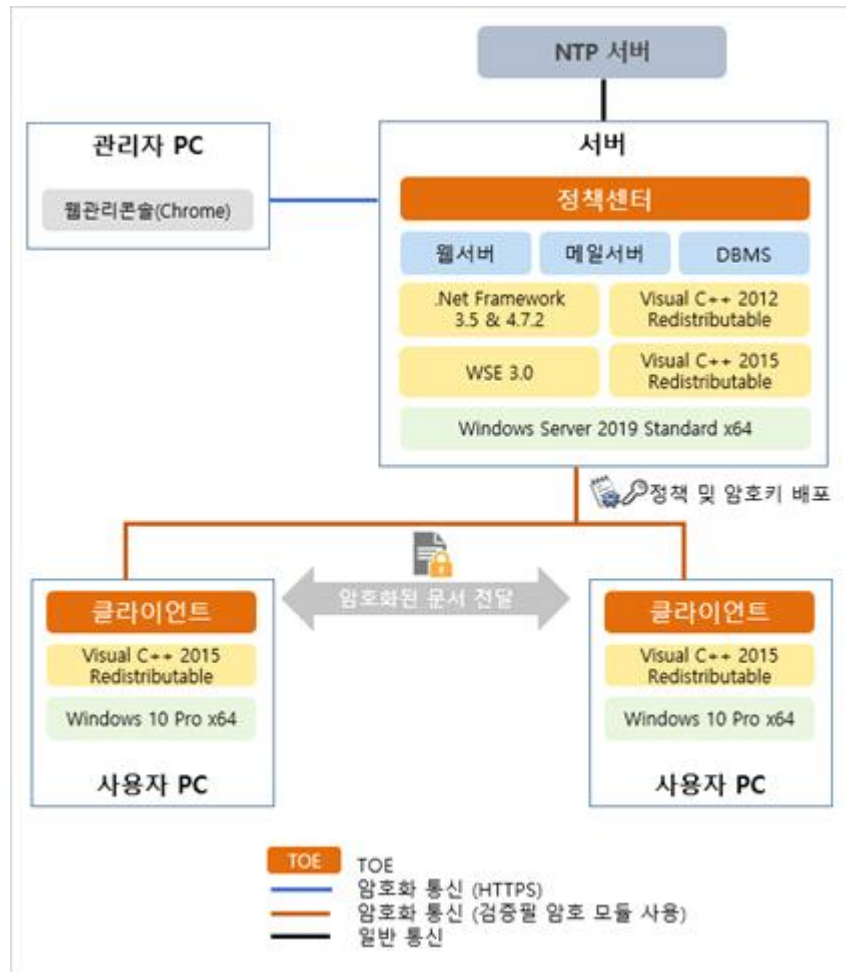 NTP 서버
관리자 PC
웹관리콘솔(Chrome)
서버
정책센터
웹서버
메일서버
DBMS
.Net Framework
3.5 & 4.7.2
Visual C++ 2012
Redistributable
WSE 3.0
Visual C++ 2015
Redistributable
Windows Server 2019 Standard x64
정책 및 암호키 배포
암호화된 문서 전달
클라이언트
Visual C++ 2015
Redistributable
Windows 10 Pro x64
사용자 PC
클라이언트
Visual C++ 2015
Redistributable
Windows 10 Pro x64
사용자 PC
TOE TOE
암호화 통신 (HTTPS)
암호화 통신 (검증필 암호 모듈 사용)
일반 통신